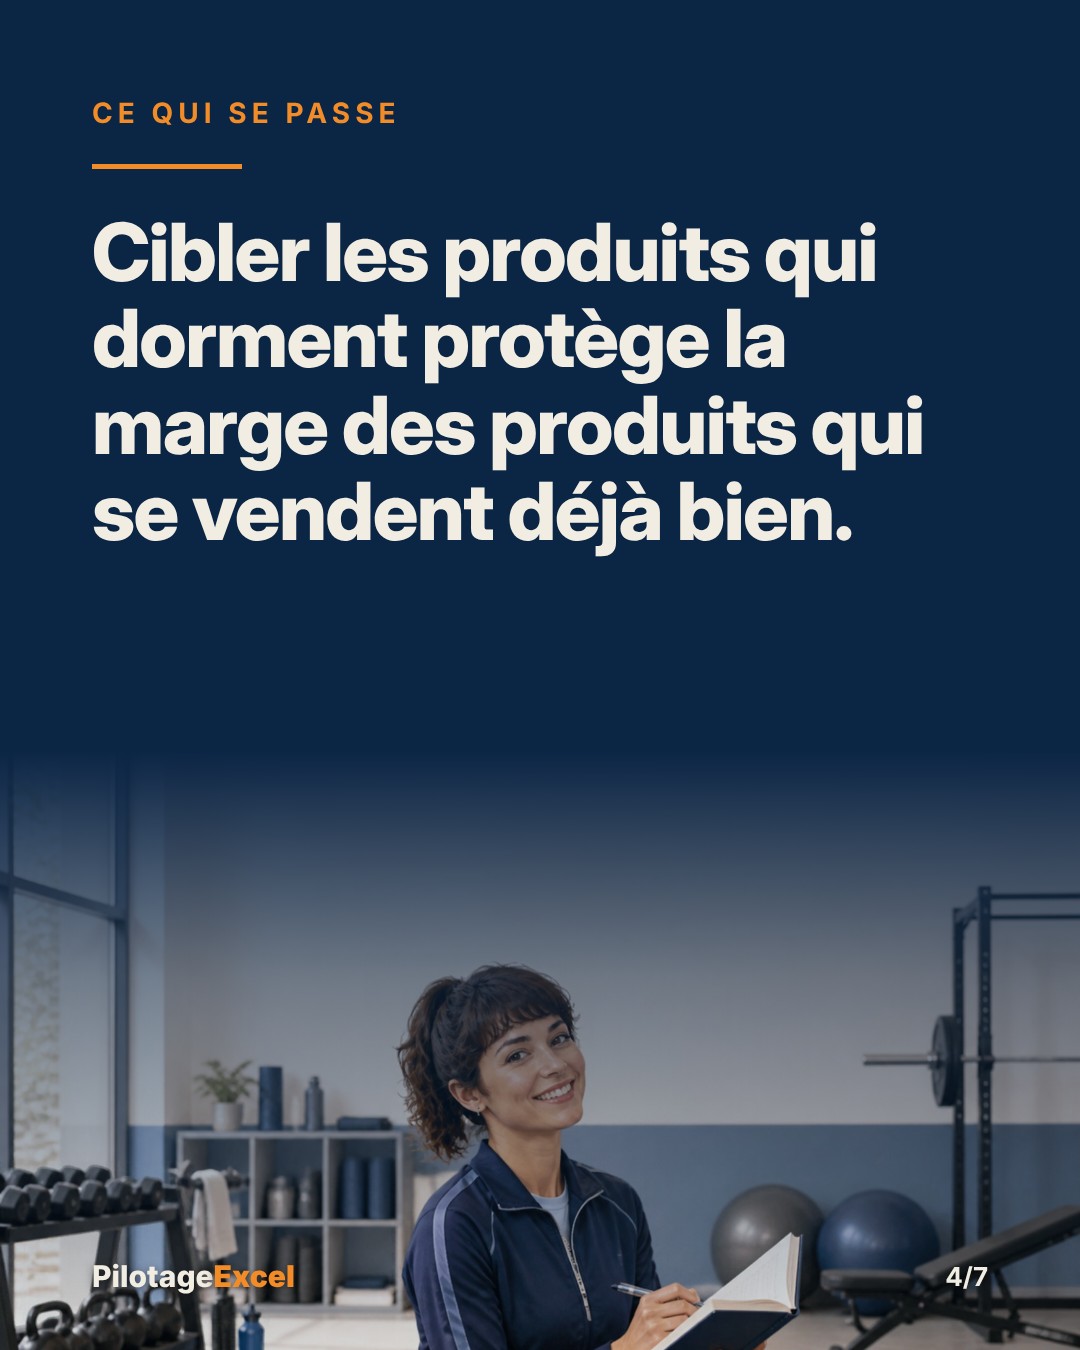 CE QUI SE PASSE
Cibler les produits qui
dorment protège la
marge des produits qui
se vendent déjà bien.
PilotageExcel
4/7